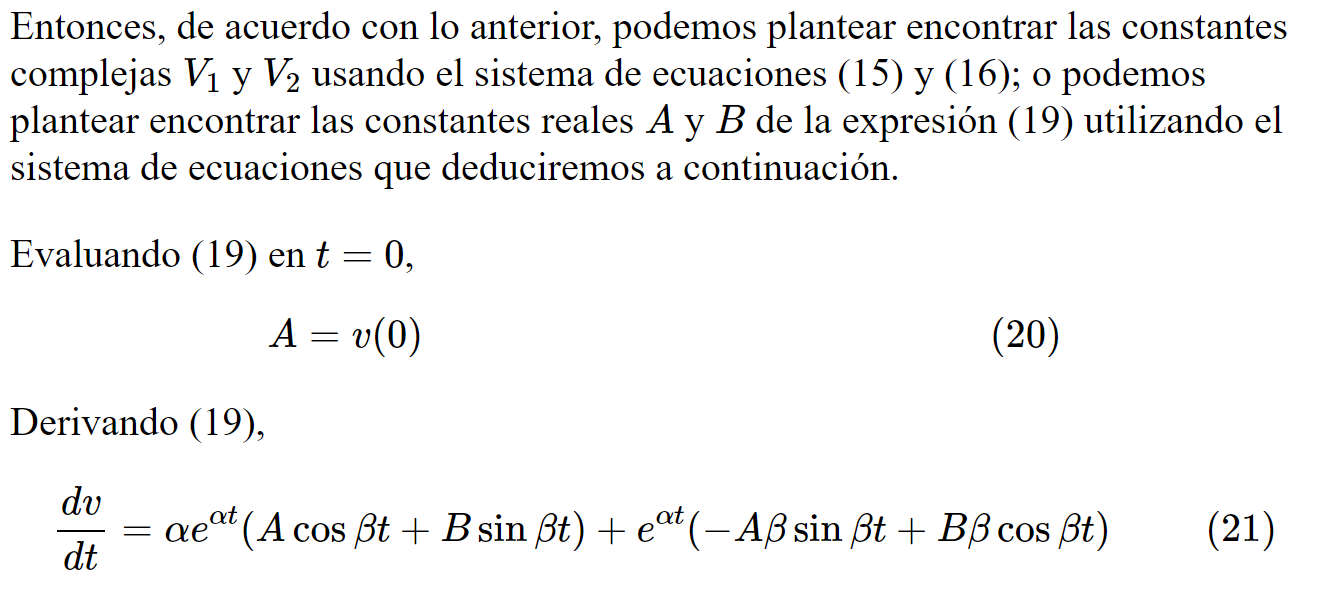 Entonces, de acuerdo con lo anterior, podemos plantear encontrar las constantes
complejas V₁ y V₂ usando el sistema de ecuaciones (15) y (16); o podemos
plantear encontrar las constantes reales A y B de la expresión (19) utilizando el
sistema de ecuaciones que deduciremos a continuación.
Evaluando (19) en t = 0,
A = v(0) (20)
Derivando (19),
dv/dt = αe^{αt}(A cos βt + B sin βt) + e^{αt}(−Aβ sin βt + Bβ cos βt) (21)